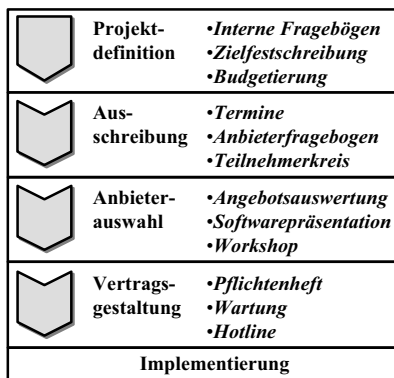 Projekt- •Interne Fragebögen
definition •Zielfestschreibung
•Budgetierung
Aus- •Termine
schreibung •Anbieterfragebogen
•Teilnehmerkreis
Anbieter- •Angebotsauswertung
auswahl •Softwarepräsentation
•Workshop
Vertrags- •Pflichtenheft
gestaltung •Wartung
•Hotline
Implementierung